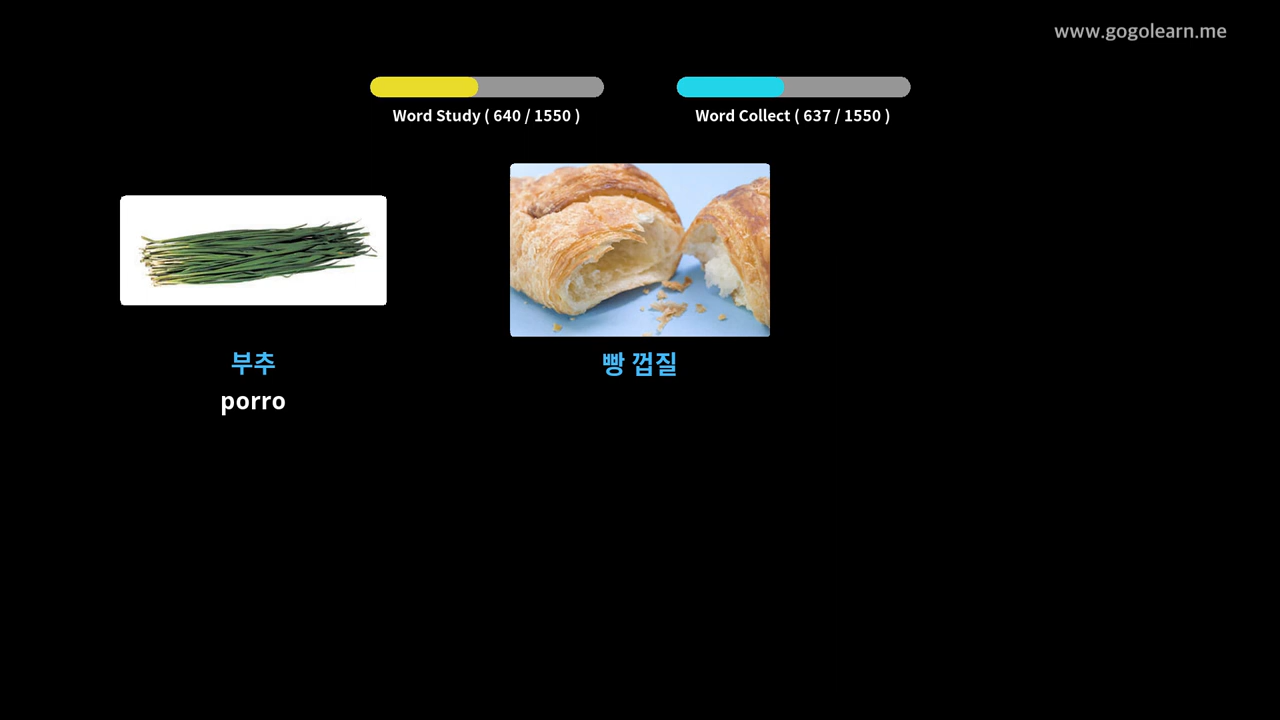 www.gogolearn.me
Word Study ( 640 / 1550 )
Word Collect ( 637 / 1550 )
부추
porro
빵 껍질